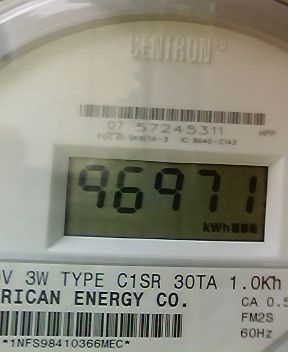 CENTRON®
07 57245311 HPP
96971
kWh
V 3W TYPE C1SR 30TA 1.0Kh
RICAN ENERGY CO. CA 0.5
FM2S
*1NFS98410366MEC* 60Hz